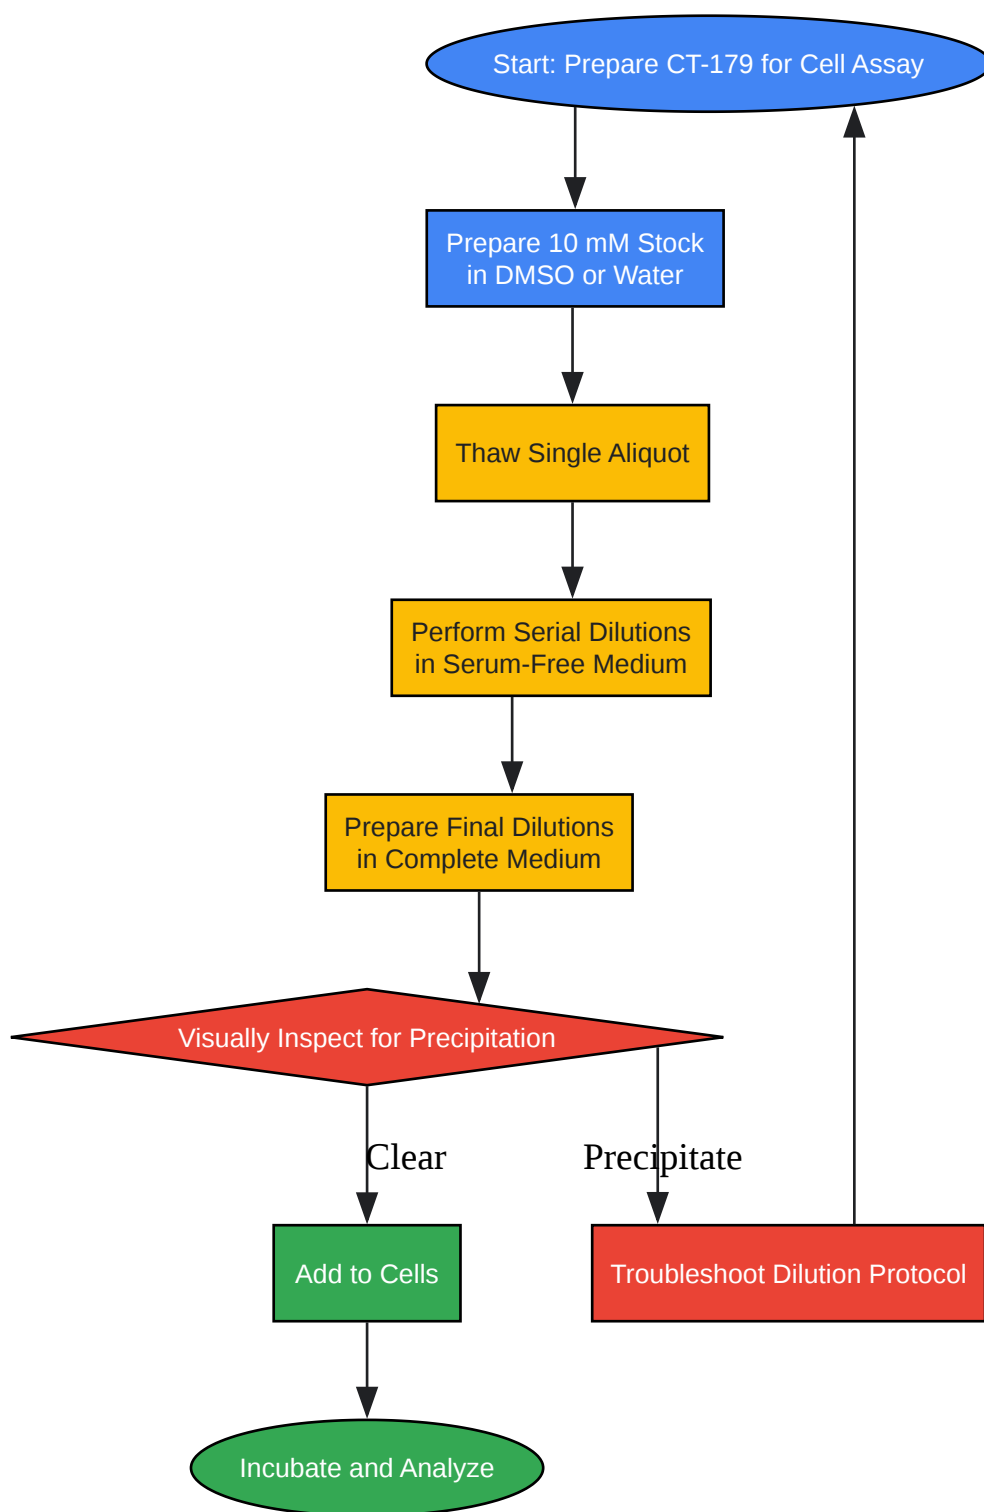 Start: Prepare CT-179 for Cell Assay
Prepare 10 mM Stock
in DMSO or Water
Thaw Single Aliquot
Perform Serial Dilutions
in Serum-Free Medium
Prepare Final Dilutions
in Complete Medium
Visually Inspect for Precipitation
Clear
Precipitate
Add to Cells
Troubleshoot Dilution Protocol
Incubate and Analyze